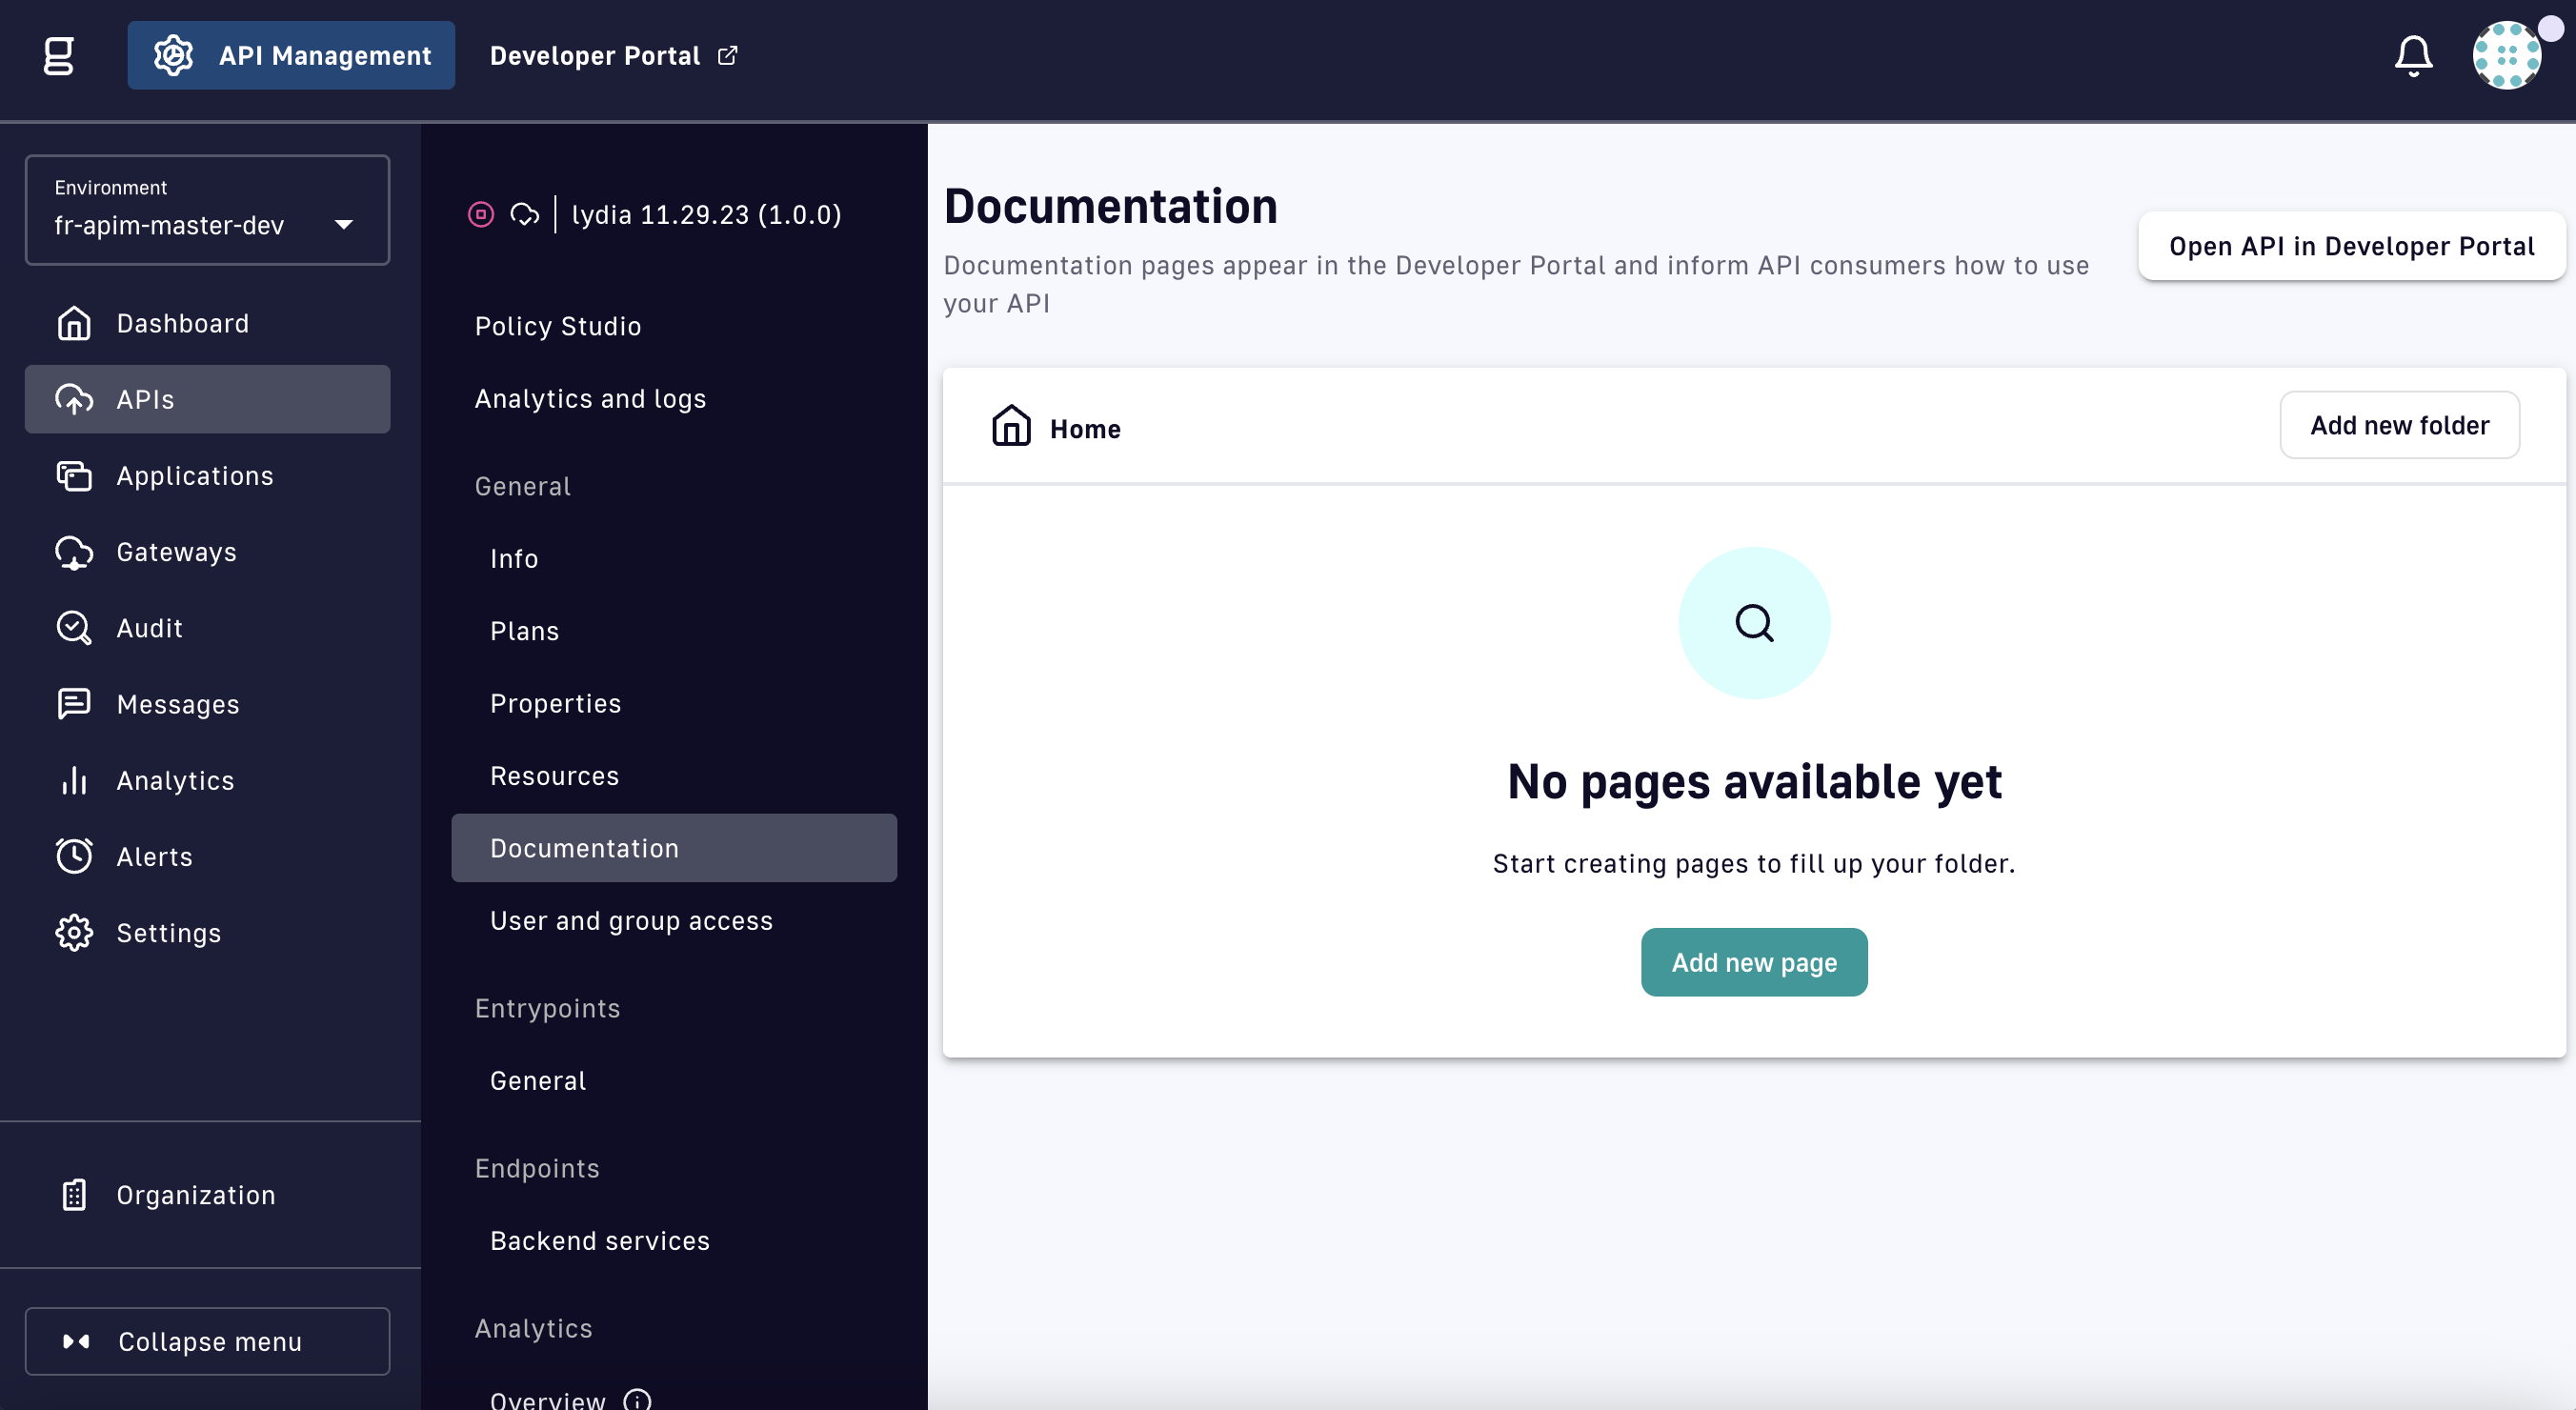 API Management
Developer Portal
Environment
fr-apim-master-dev
Dashboard
APIs
Applications
Gateways
Audit
Messages
Analytics
Alerts
Settings
Organization
Collapse menu
lydia 11.29.23 (1.0.0)
Policy Studio
Analytics and logs
General
Info
Plans
Properties
Resources
Documentation
User and group access
Entrypoints
General
Endpoints
Backend services
Analytics
Overview
Documentation
Documentation pages appear in the Developer Portal and inform API consumers how to use
your API
Open API in Developer Portal
Home
Add new folder
No pages available yet
Start creating pages to fill up your folder.
Add new page